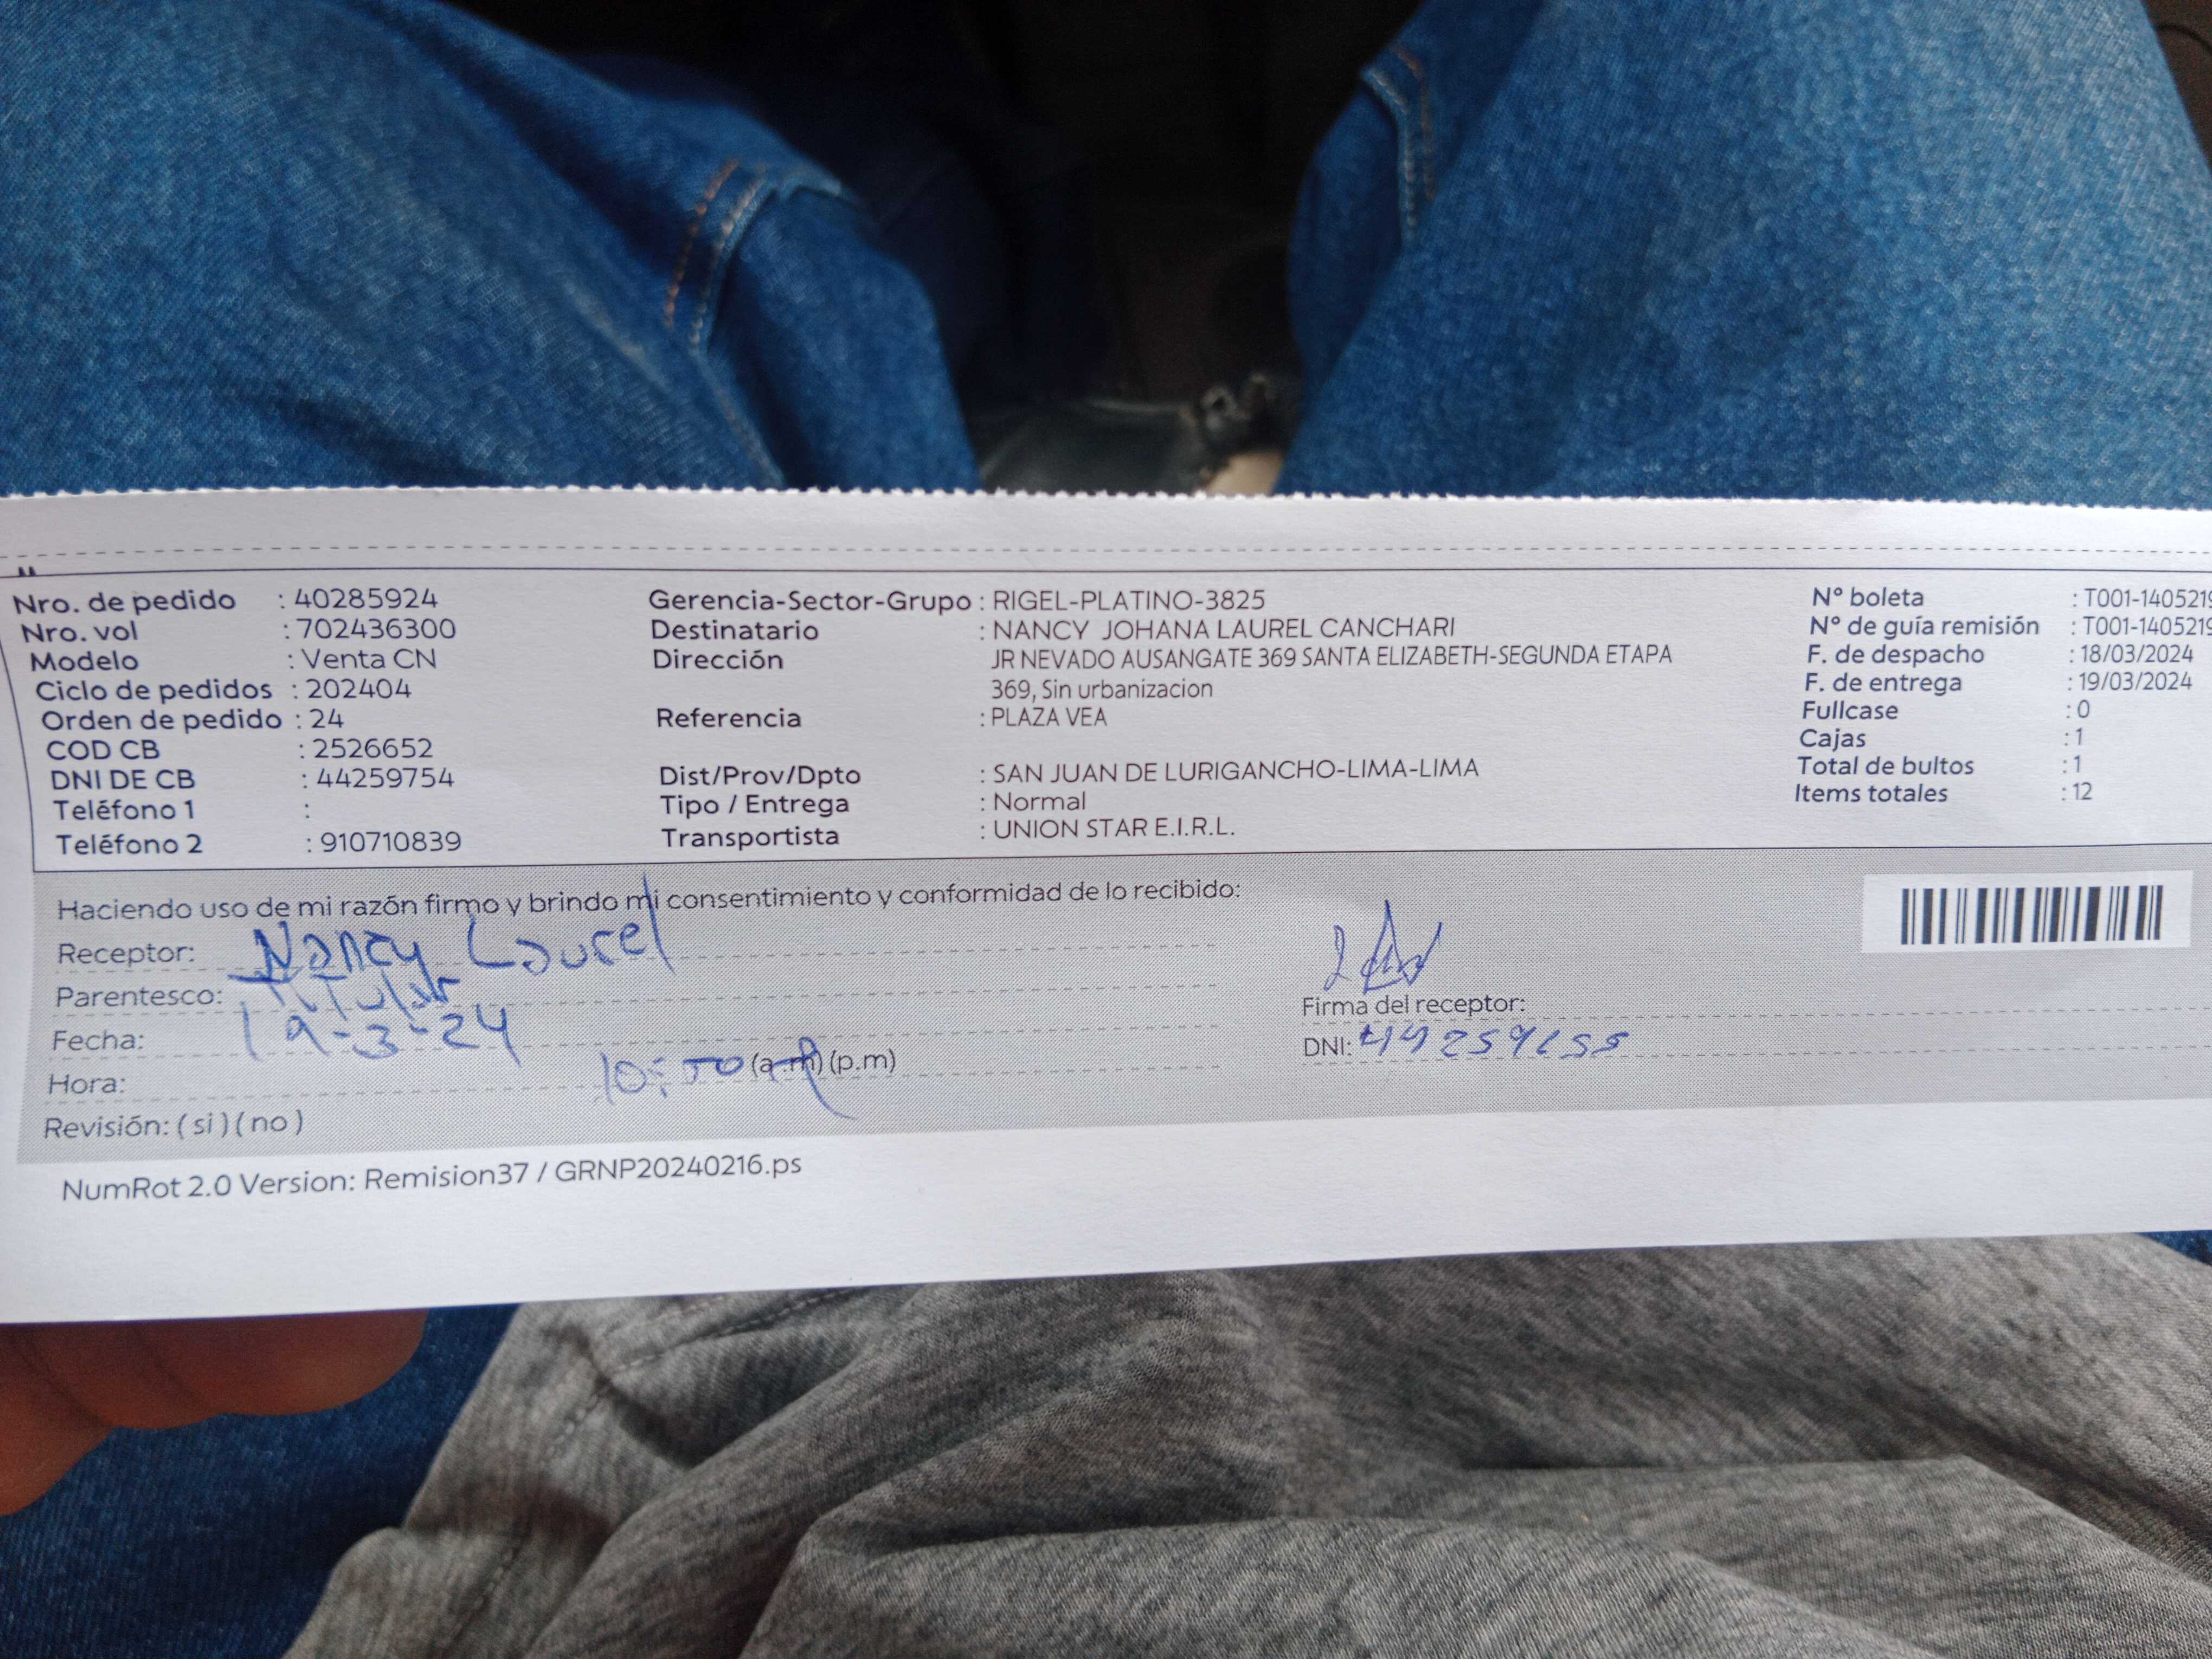 Nro. de pedido : 40285924 Gerencia-Sector-Grupo : RIGEL-PLATINO-3825 N° boleta : T001-1405219
Nro. vol : 702436300 Destinatario : NANCY JOHANA LAUREL CANCHARI N° de guía remisión : T001-1405219
Modelo : Venta CN Dirección JR NEVADO AUSANGATE 369 SANTA ELIZABETH-SEGUNDA ETAPA F. de despacho : 18/03/2024
Ciclo de pedidos : 202404 369, Sin urbanizacion F. de entrega : 19/03/2024
Orden de pedido : 24 Referencia : PLAZA VEA Fullcase : 0
COD CB : 2526652 Cajas : 1
DNI DE CB : 44259754 Dist/Prov/Dpto : SAN JUAN DE LURIGANCHO-LIMA-LIMA Total de bultos : 1
Teléfono 1 : Tipo / Entrega : Normal Items totales : 12
Teléfono 2 : 910710839 Transportista : UNION STAR E.I.R.L.
Haciendo uso de mi razón firmo y brindo mi consentimiento y conformidad de lo recibido:
Receptor: Nancy Laurel
Parentesco: Titular Firma del receptor:
Fecha: 19-3-24 DNI:
Hora: (a.m) (p.m)
Revisión: ( si ) ( no )
NumRot 2.0 Version: Remision37 / GRNP20240216.ps